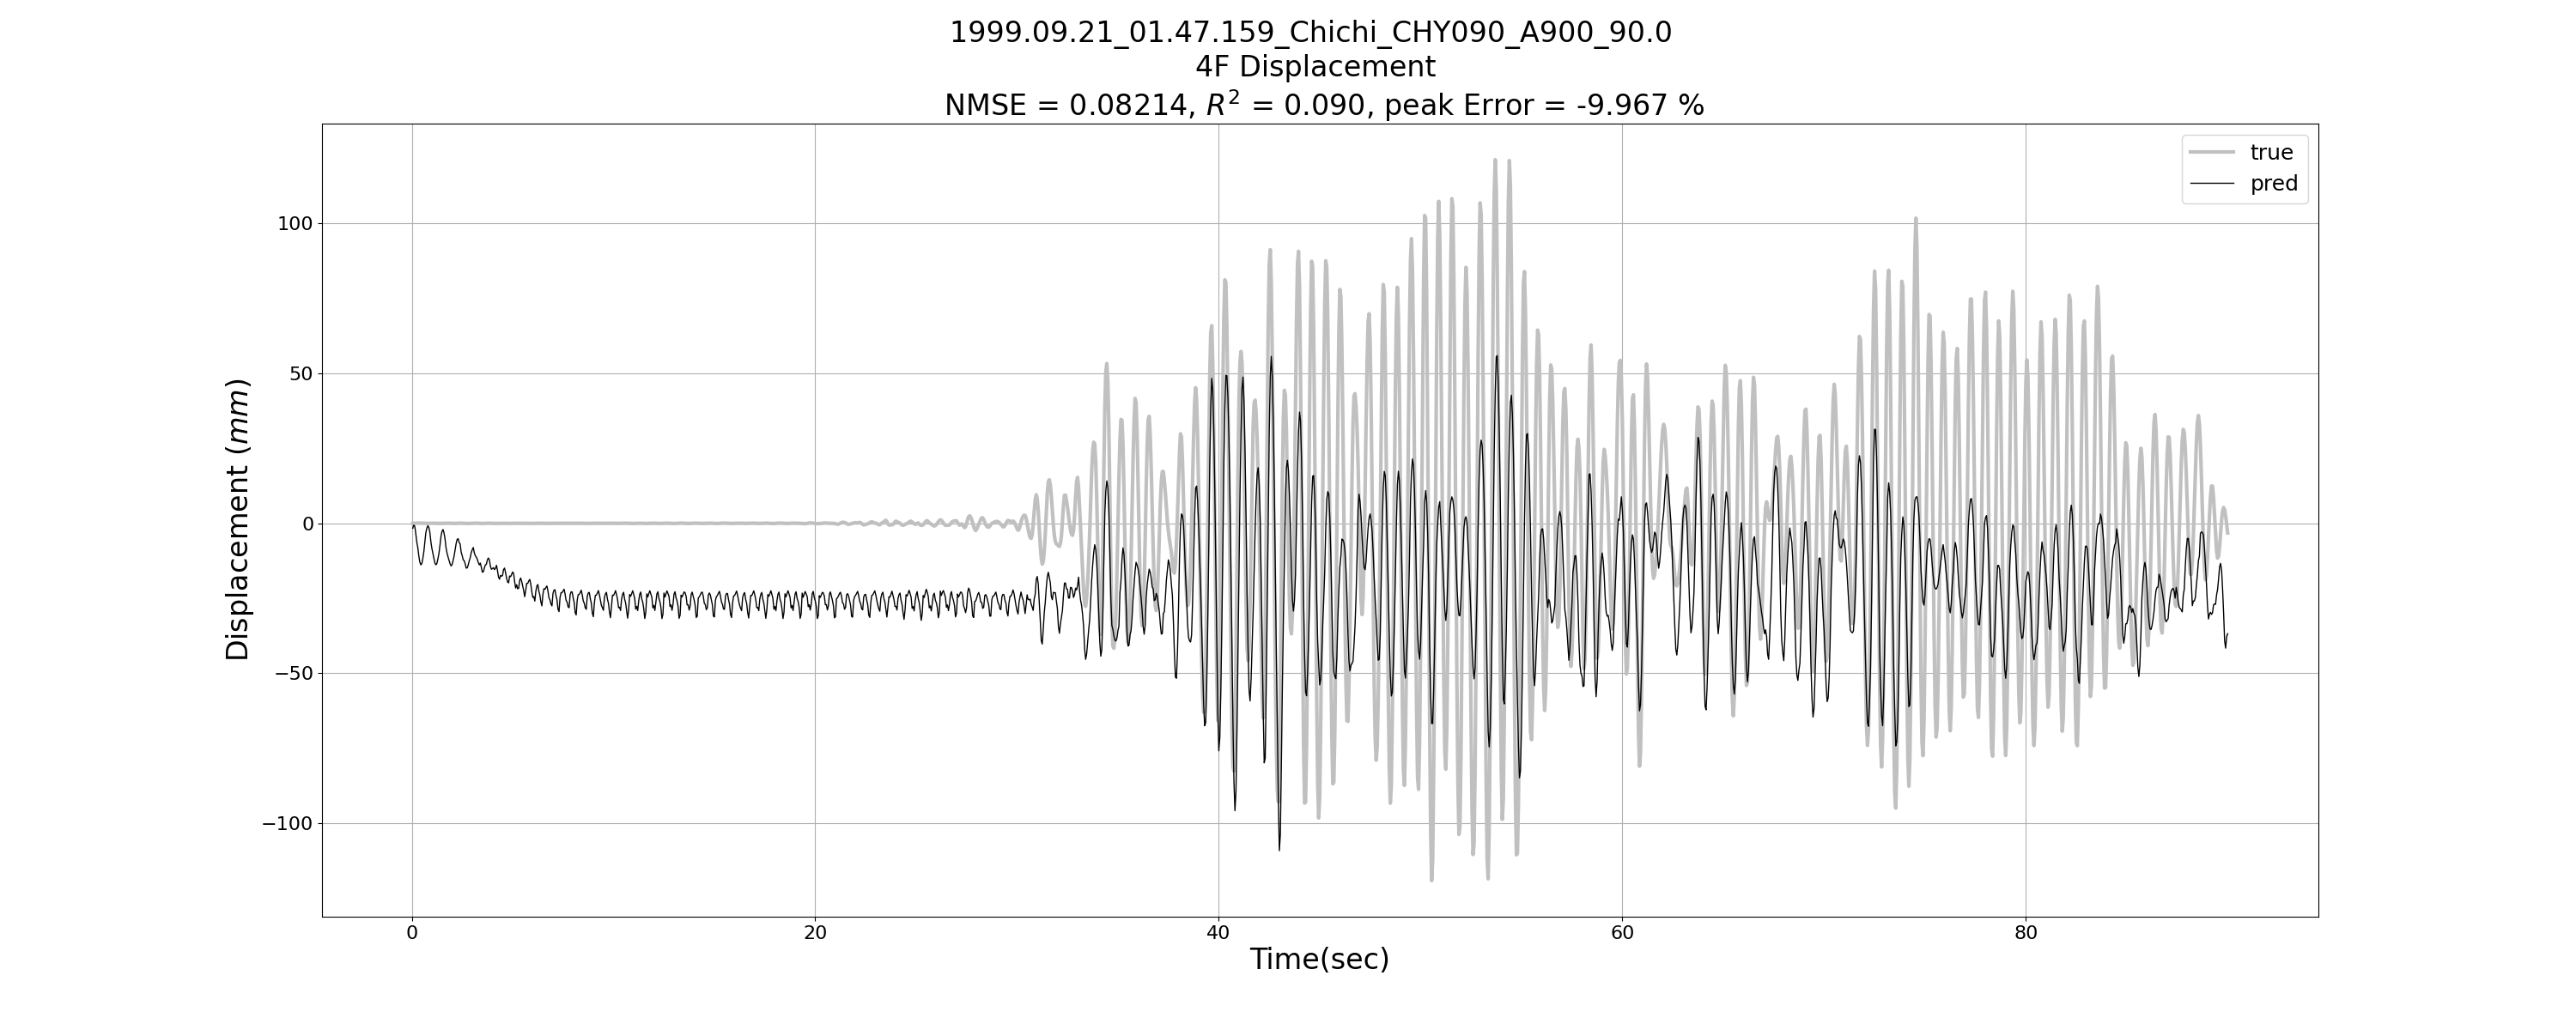 1999.09.21_01.47.159_Chichi_CHY090_A900_90.0
4F Displacement
NMSE = 0.08214, R² = 0.090, peak Error = -9.967 %
true
pred
Displacement (mm)
100
50
0
−50
−100
0 20 40 60 80
Time(sec)